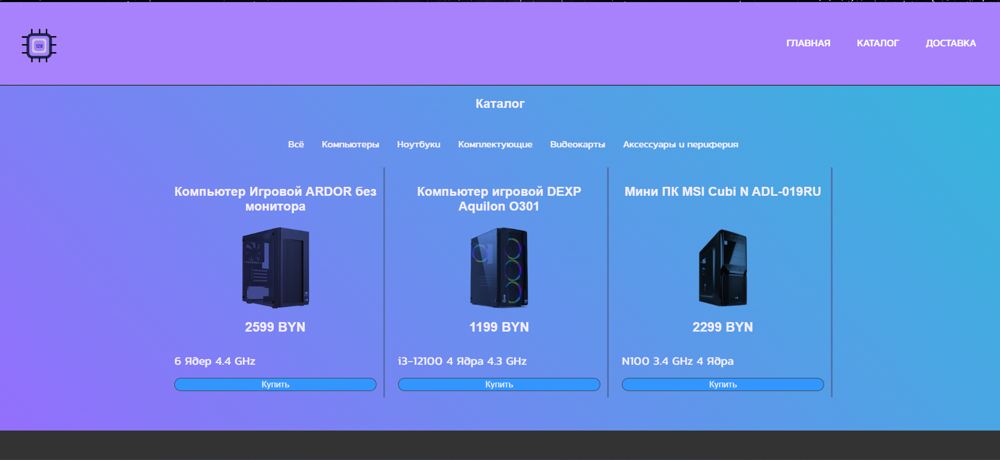 128
ГЛАВНАЯ КАТАЛОГ ДОСТАВКА
Каталог
Всё Компьютеры Ноутбуки Комплектующие Видеокарты Аксессуары и периферия
Компьютер Игровой ARDOR без
монитора
2599 BYN
6 Ядер 4.4 GHz
Купить
Компьютер игровой DEXP
Aquilon O301
1199 BYN
i3-12100 4 Ядра 4.3 GHz
Купить
Мини ПК MSI Cubi N ADL-019RU
2299 BYN
N100 3.4 GHz 4 Ядра
Купить